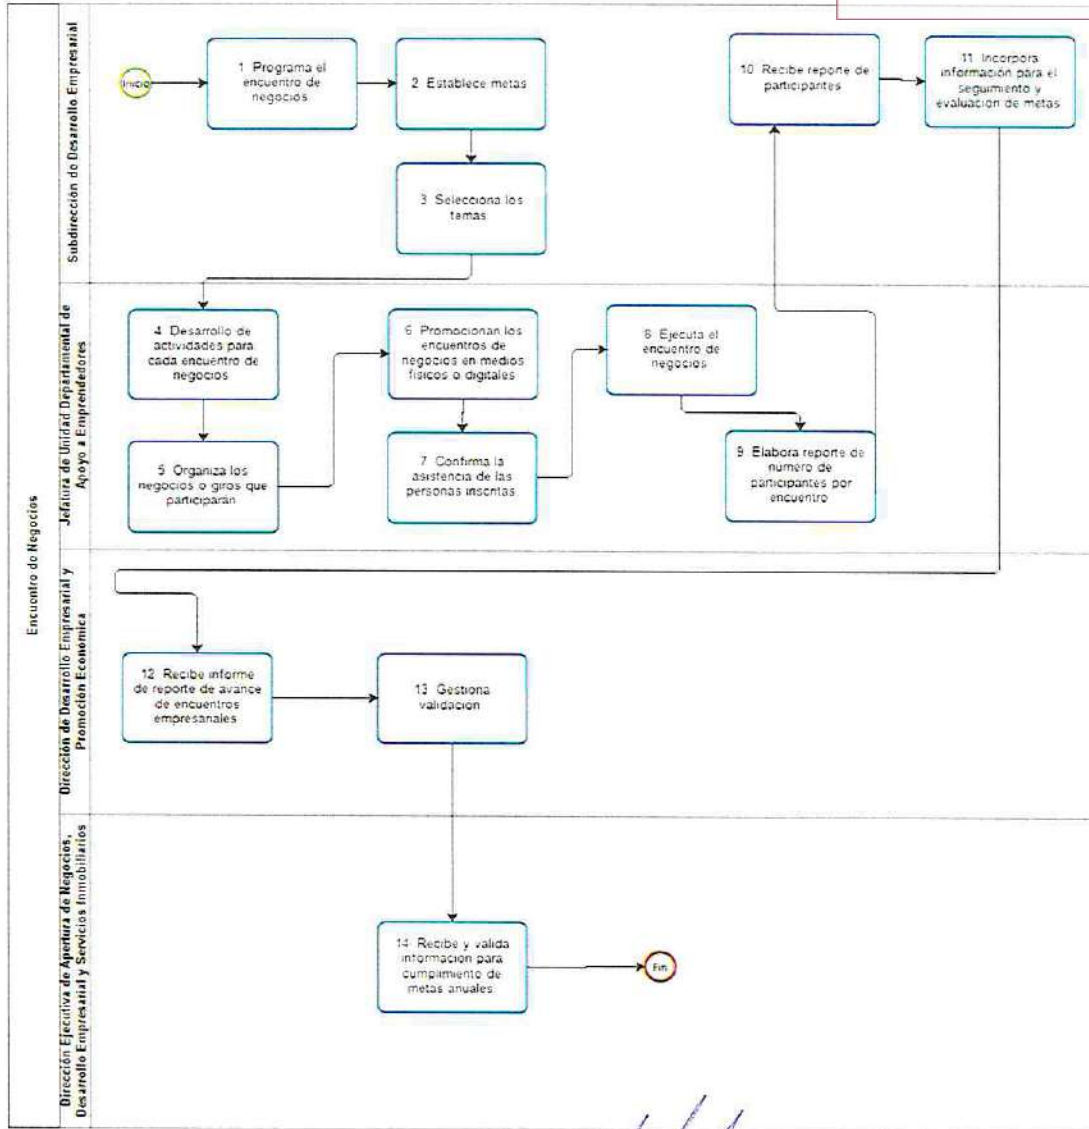 Encuentro de Negocios
Subdirección de Desarrollo Empresarial
Inicio
1 Programa el
encuentro de
negocios
2 Establece metas
3 Selecciona los
temas
10 Recibe reporte de
participantes
11 Incorpora
información para el
seguimiento y
evaluación de metas
Jefatura de Unidad Departamental de
Apoyo a Emprendedores
4 Desarrollo de
actividades para
cada encuentro de
negocios
5 Organiza los
negocios o giros que
participarán
6 Promocionan los
encuentros de
negocios en medios
físicos o digitales
7 Confirma la
asistencia de las
personas inscritas
8 Ejecuta el
encuentro de
negocios
9 Elabora reporte de
número de
participantes por
encuentro
Dirección de Desarrollo Empresarial y
Promoción Económica
12 Recibe informe
de reporte de avance
de encuentros
empresariales
13 Gestiona
validación
Dirección Ejecutiva de Apertura de Negocios,
Desarrollo Empresarial y Servicios Inmobiliarios
14 Recibe y valida
información para
cumplimiento de
metas anuales
Fin